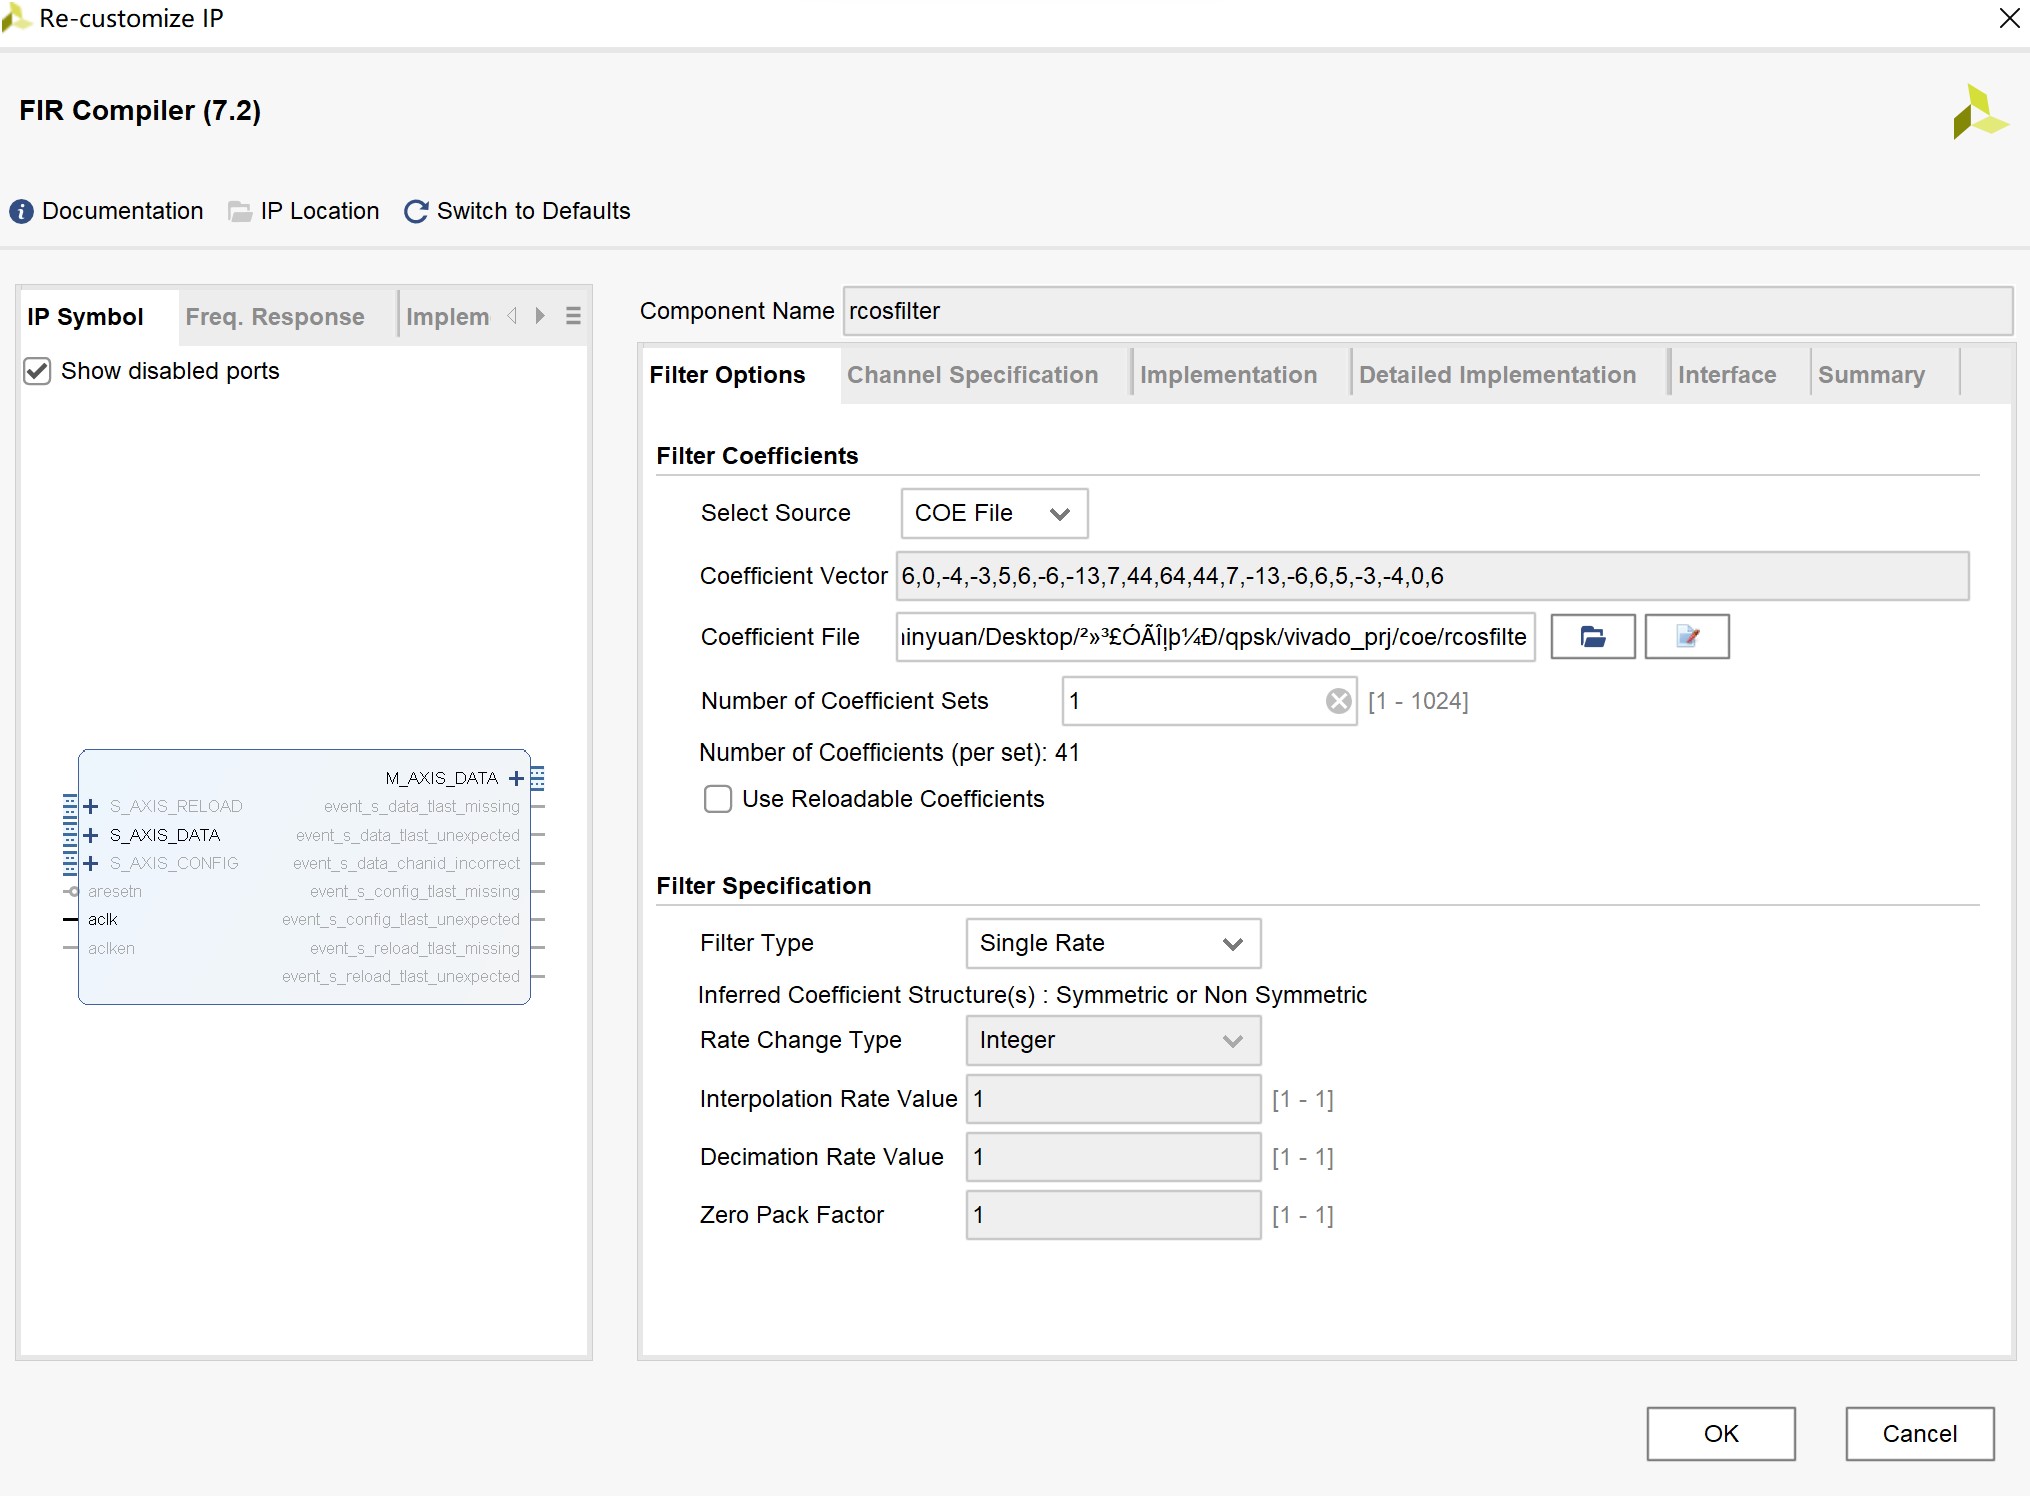 Re-customize IP
FIR Compiler (7.2)
Documentation
IP Location
Switch to Defaults
IP Symbol
Freq. Response
Implem
Show disabled ports
M_AXIS_DATA
S_AXIS_RELOAD
event_s_data_tlast_missing
S_AXIS_DATA
event_s_data_tlast_unexpected
S_AXIS_CONFIG
event_s_data_chanid_incorrect
aresetn
event_s_config_tlast_missing
aclk
event_s_config_tlast_unexpected
aclken
event_s_reload_tlast_missing
event_s_reload_tlast_unexpected
Component Name rcosfilter
Filter Options
Channel Specification
Implementation
Detailed Implementation
Interface
Summary
Filter Coefficients
Select Source COE File
Coefficient Vector 6,0,-4,-3,5,6,-6,-13,7,44,64,44,7,-13,-6,6,5,-3,-4,0,6
Coefficient File inyuan/Desktop/²»³£ÓÃÎļþ¼Ð/qpsk/vivado_prj/coe/rcosfilte
Number of Coefficient Sets 1 [1 - 1024]
Number of Coefficients (per set): 41
Use Reloadable Coefficients
Filter Specification
Filter Type Single Rate
Inferred Coefficient Structure(s) : Symmetric or Non Symmetric
Rate Change Type Integer
Interpolation Rate Value 1 [1 - 1]
Decimation Rate Value 1 [1 - 1]
Zero Pack Factor 1 [1 - 1]
OK
Cancel